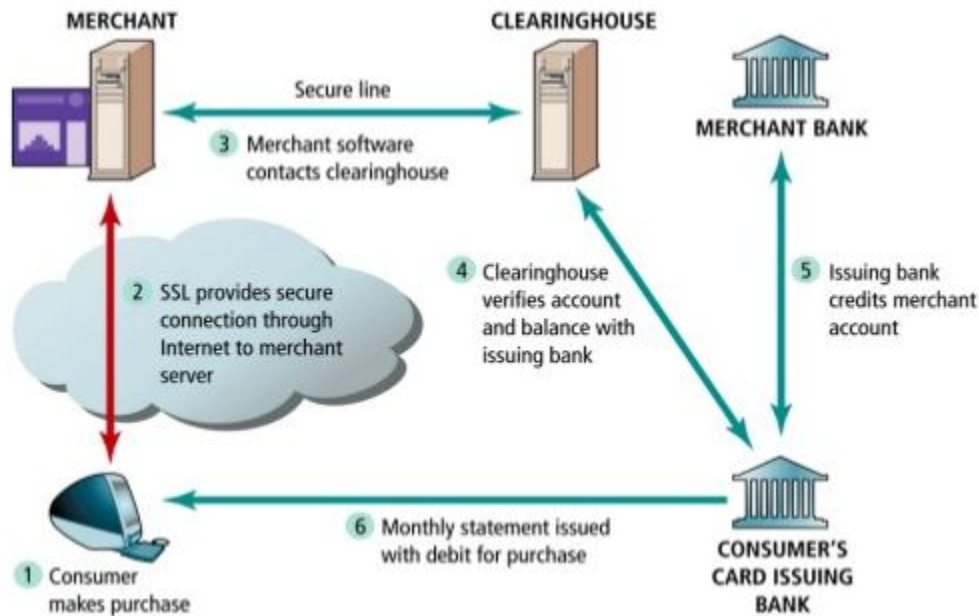 MERCHANT
CLEARINGHOUSE
Secure line
3 Merchant software
contacts clearinghouse
MERCHANT BANK
2 SSL provides secure
connection through
Internet to merchant
server
4 Clearinghouse
verifies account
and balance with
issuing bank
5 Issuing bank
credits merchant
account
1 Consumer
makes purchase
6 Monthly statement issued
with debit for purchase
CONSUMER'S
CARD ISSUING
BANK